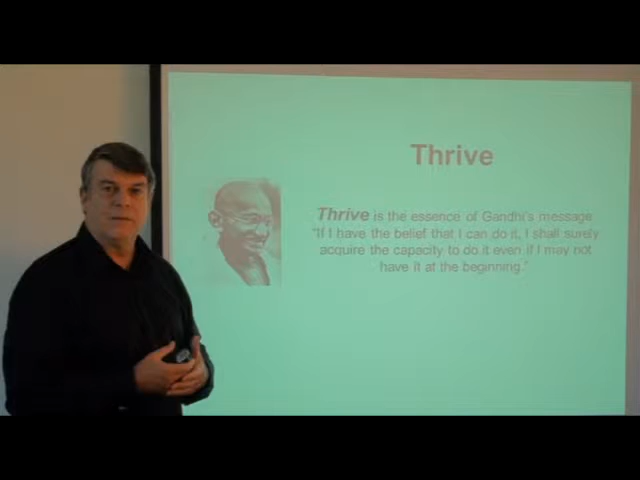 Thrive
Thrive is the essence of Gandhi's message
"If I have the belief that I can do it, I shall surely
acquire the capacity to do it even if I may not
have it at the beginning."